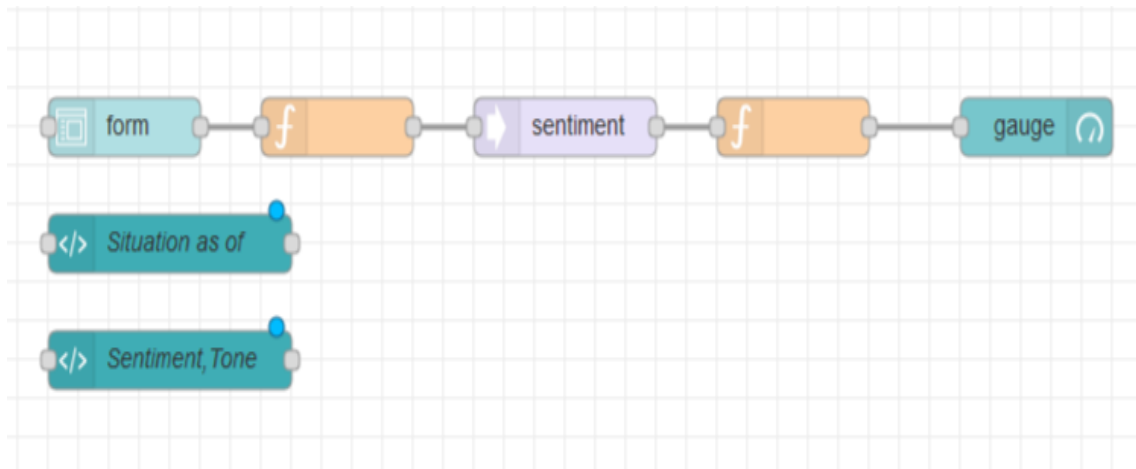 form
sentiment
gauge
</> Situation as of
</> Sentiment,Tone